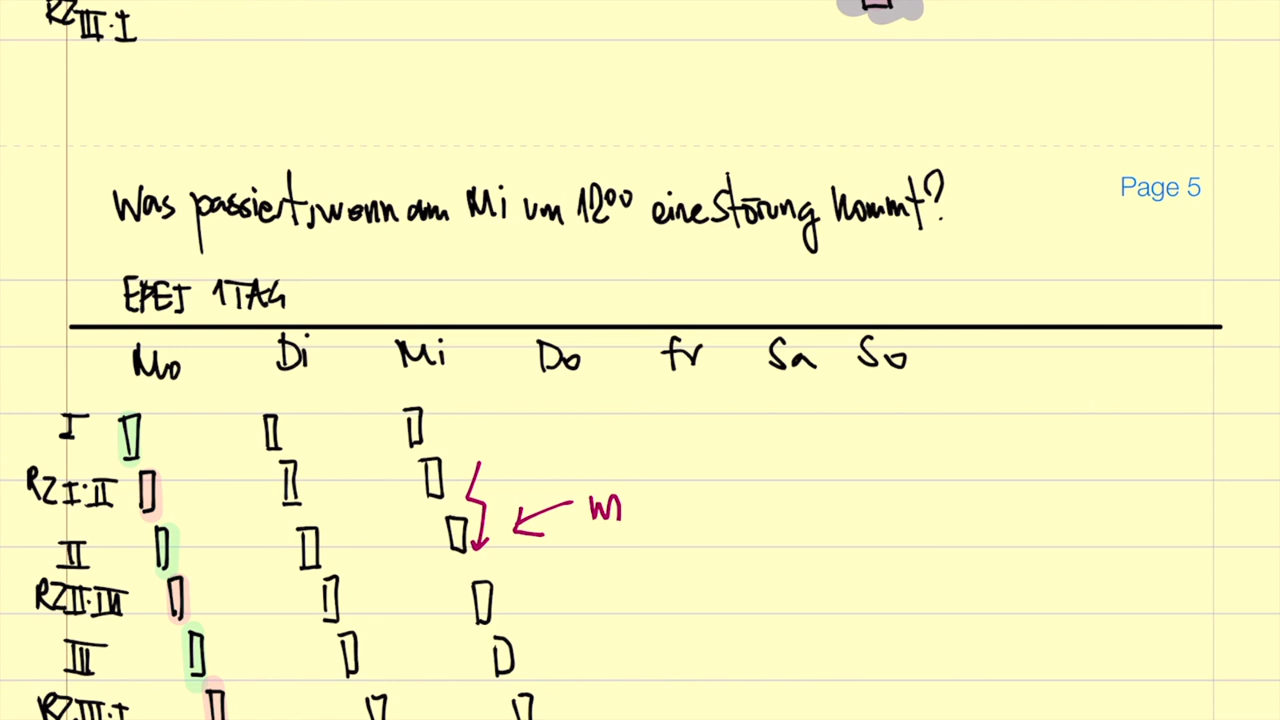 RZ III·I
Page 5
Was passiert, wenn am Mi um 12⁰⁰ eine Störung kommt?
EPEI 1TAG
Mo Di Mi Do Fr Sa So
I
RZ I·II
II
RZ II·III
III
RZ III·I